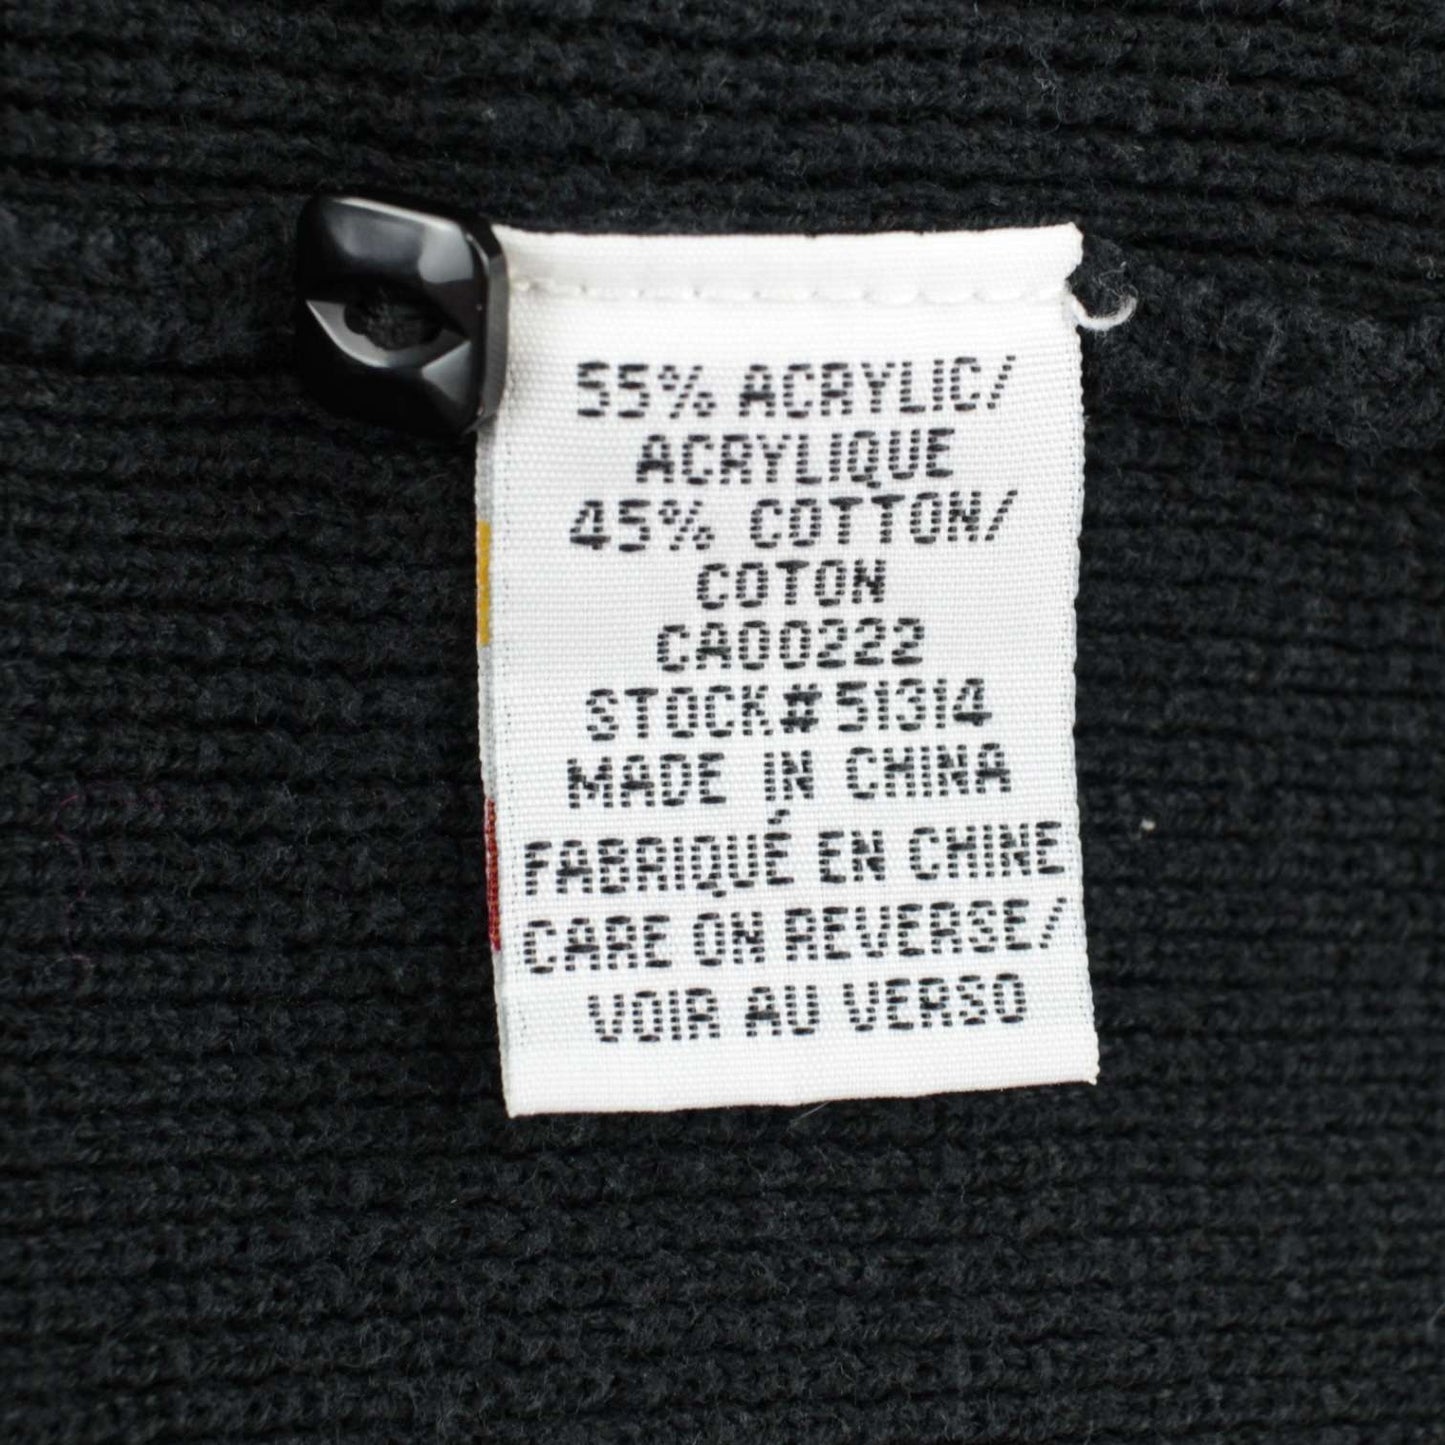 55% ACRYLIC/
ACRYLIQUE
45% COTTON/
COTON
CA00222
STOCK#51314
MADE IN CHINA
FABRIQUÉ EN CHINE
CARE ON REVERSE/
VOIR AU VERSO